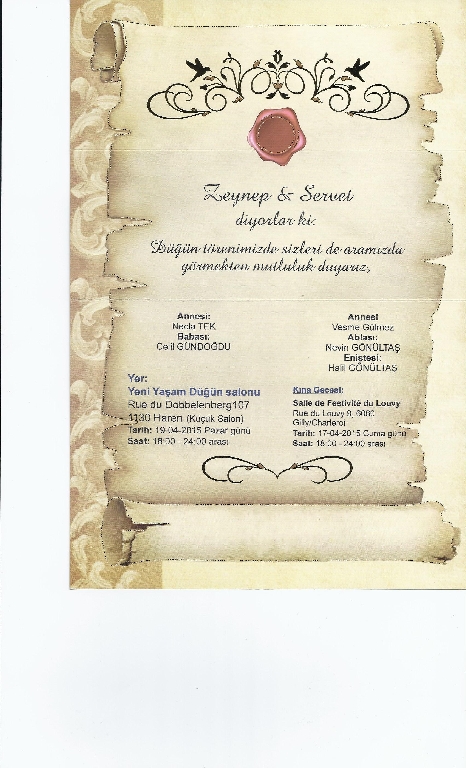 Zeynep & Servet
diyorlar ki:
Düğün törenimizde sizleri de aramızda
görmekten mutluluk duyarız,
Annesi:
Necla TEK
Babası:
Celil GÜNDOĞDU
Annesi
Vesme Gülmez
Ablası:
Nevin GÖNÜLTAŞ
Eniştesi:
Halil GÖNÜLTAŞ
Yer:
Yeni Yaşam Düğün salonu
Rue du Dobbelenberg107
1130 Haren (Küçük Salon)
Tarih: 19-04-2015 Pazar günü
Saat: 18:00 - 24:00 arası
Kına Gecesi:
Salle de Festivité du Louvy
Rue du Louvy 9, 6060
Gilly/Charleroi
Tarih: 17-04-2015 Cuma günü
Saat: 18:00 - 24:00 arası